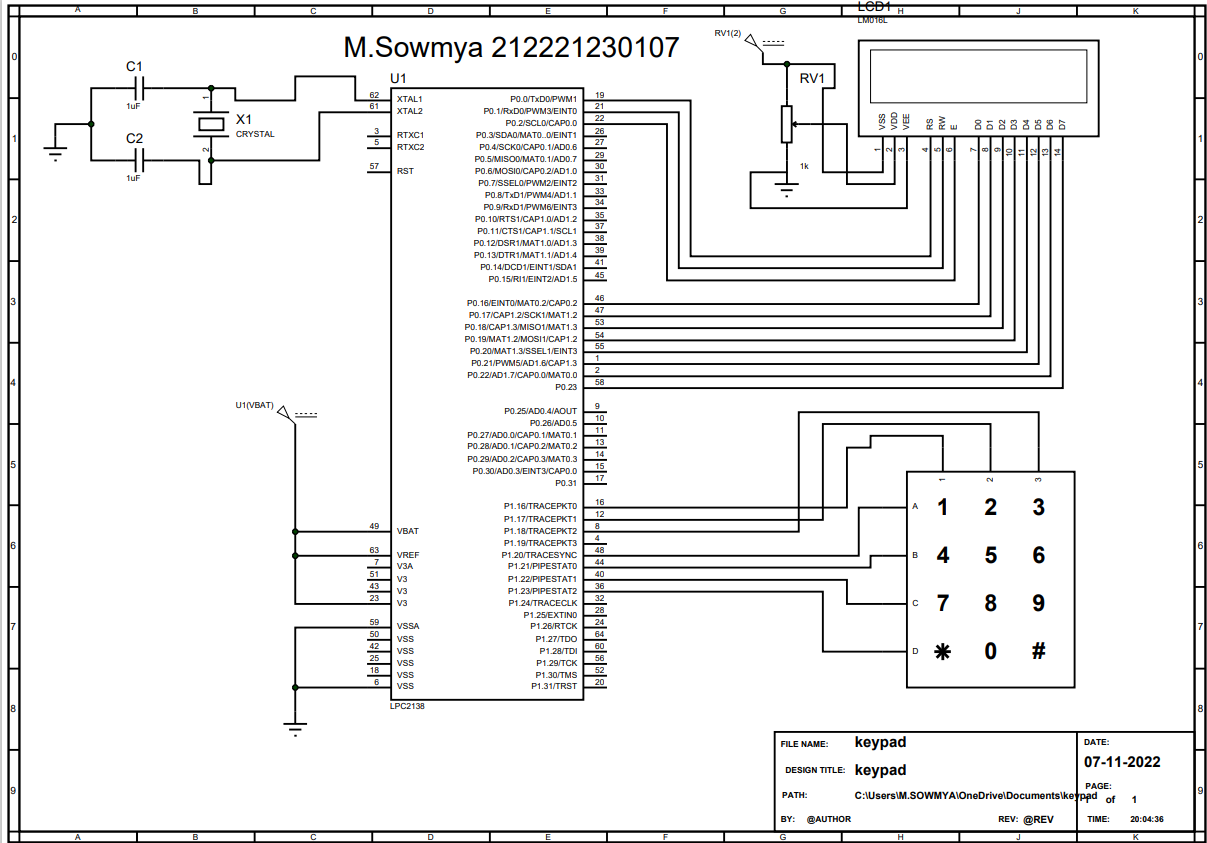 A B C D E F G H J K
LCD1
LM016L
M.Sowmya 212221230107
RV1(2)
RV1
1k
VSS VDD VEE RS RW E D0 D1 D2 D3 D4 D5 D6 D7
1 2 3 4 5 6 7 8 9 10 11 12 13 14
C1
1uF
C2
1uF
X1
CRYSTAL
1
2
U1
62 XTAL1
61 XTAL2
3 RTXC1
5 RTXC2
57 RST
P0.0/TxD0/PWM1 19
P0.1/RxD0/PWM3/EINT0 21
P0.2/SCL0/CAP0.0 22
P0.3/SDA0/MAT0..0/EINT1 26
P0.4/SCK0/CAP0.1/AD0.6 27
P0.5/MISO0/MAT0.1/AD0.7 29
P0.6/MOSI0/CAP0.2/AD1.0 30
P0.7/SSEL0/PWM2/EINT2 31
P0.8/TxD1/PWM4/AD1.1 33
P0.9/RxD1/PWM6/EINT3 34
P0.10/RTS1/CAP1.0/AD1.2 35
P0.11/CTS1/CAP1.1/SCL1 37
P0.12/DSR1/MAT1.0/AD1.3 38
P0.13/DTR1/MAT1.1/AD1.4 39
P0.14/DCD1/EINT1/SDA1 41
P0.15/RI1/EINT2/AD1.5 45
P0.16/EINT0/MAT0.2/CAP0.2 46
P0.17/CAP1.2/SCK1/MAT1.2 47
P0.18/CAP1.3/MISO1/MAT1.3 53
P0.19/MAT1.2/MOSI1/CAP1.2 54
P0.20/MAT1.3/SSEL1/EINT3 55
P0.21/PWM5/AD1.6/CAP1.3 1
P0.22/AD1.7/CAP0.0/MAT0.0 2
P0.23 58
P0.25/AD0.4/AOUT 9
P0.26/AD0.5 10
P0.27/AD0.0/CAP0.1/MAT0.1 11
P0.28/AD0.1/CAP0.2/MAT0.2 13
P0.29/AD0.2/CAP0.3/MAT0.3 14
P0.30/AD0.3/EINT3/CAP0.0 15
P0.31 17
P1.16/TRACEPKT0 16
P1.17/TRACEPKT1 12
P1.18/TRACEPKT2 8
P1.19/TRACEPKT3 4
P1.20/TRACESYNC 48
P1.21/PIPESTAT0 44
P1.22/PIPESTAT1 40
P1.23/PIPESTAT2 36
P1.24/TRACECLK 32
P1.25/EXTIN0 28
P1.26/RTCK 24
P1.27/TDO 64
P1.28/TDI 60
P1.29/TCK 56
P1.30/TMS 52
P1.31/TRST 20
U1(VBAT)
49 VBAT
63 VREF
7 V3A
51 V3
43 V3
23 V3
59 VSSA
50 VSS
42 VSS
25 VSS
18 VSS
6 VSS
LPC2138
1 2 3
A 1 2 3
B 4 5 6
C 7 8 9
D * 0 #
0 0
1 1
2 2
3 3
4 4
5 5
6 6
7 7
8 8
9 9
FILE NAME: keypad
DESIGN TITLE: keypad
PATH: C:\Users\M.SOWMYA\OneDrive\Documents\keypad
BY: @AUTHOR REV: @REV
DATE:
07-11-2022
PAGE:
1 of 1
TIME: 20:04:36
A B C D E F G H J K